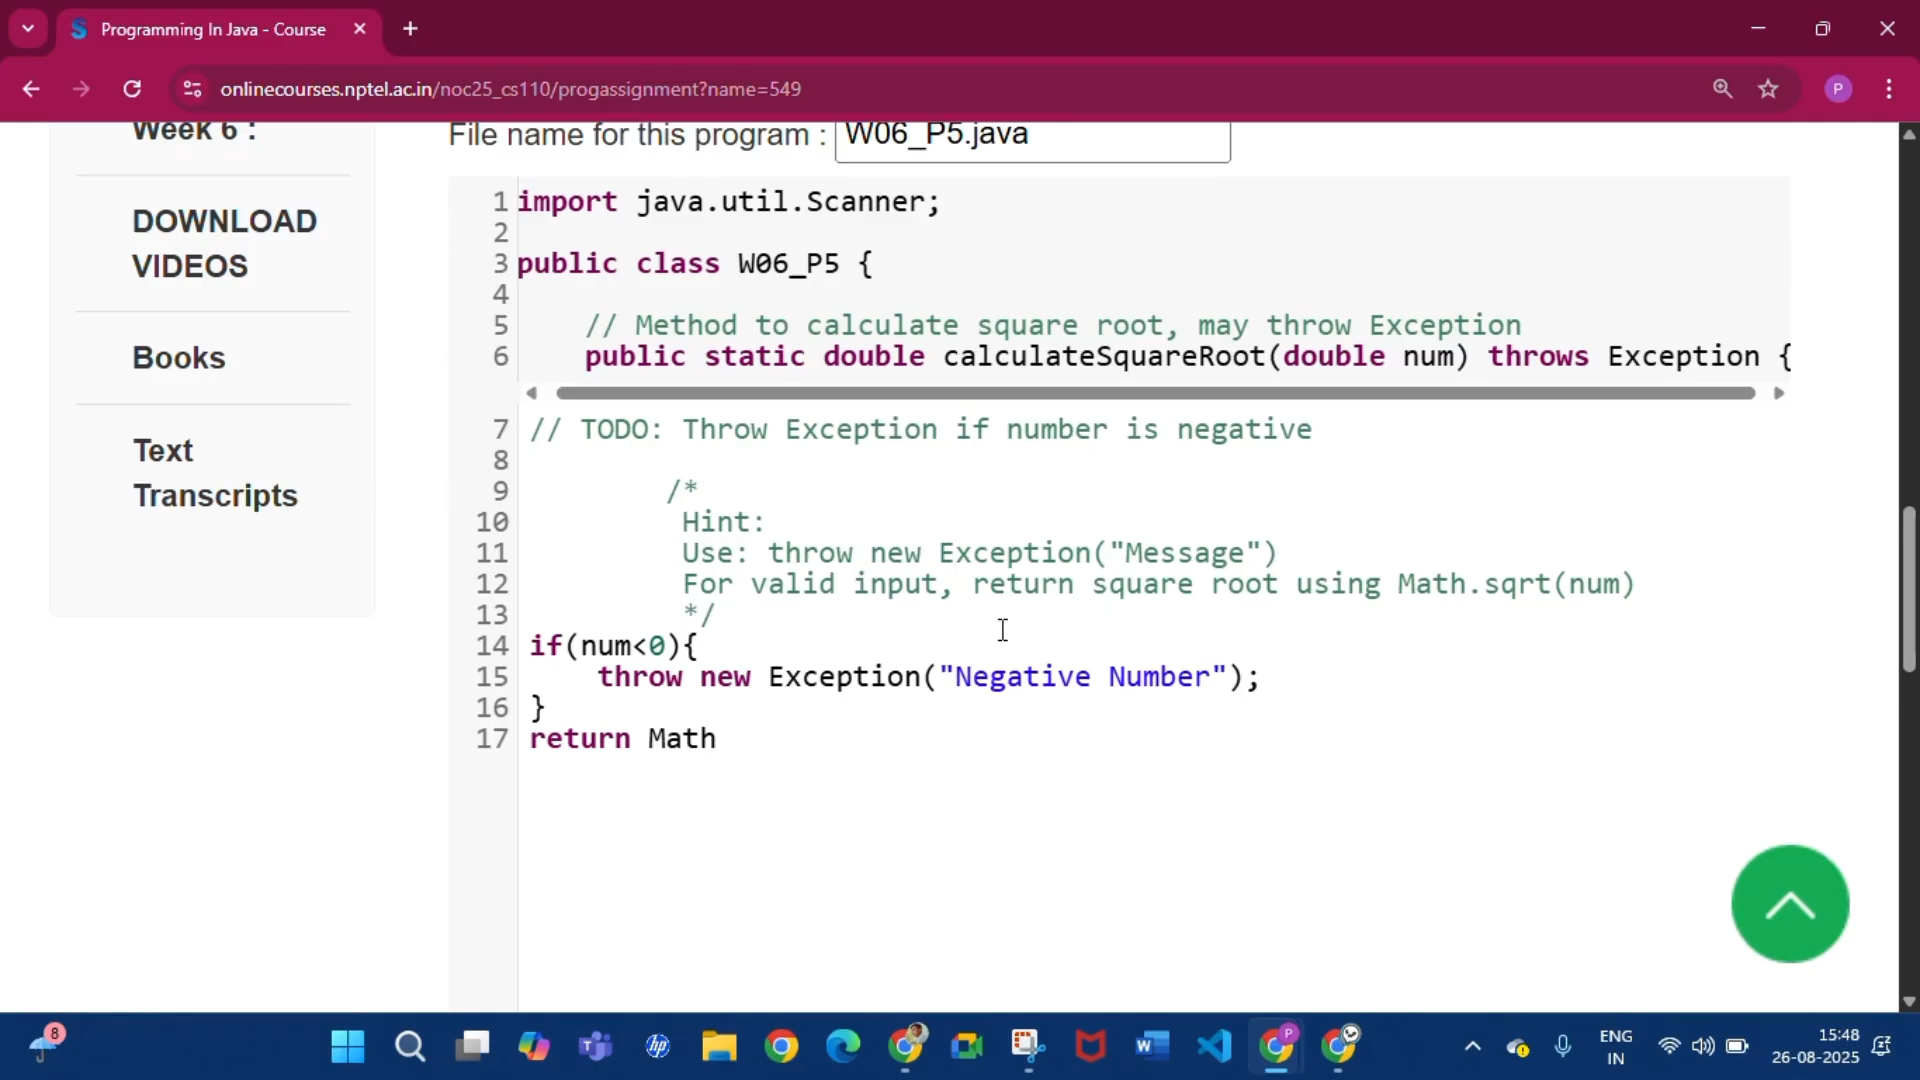 Programming In Java - Course
onlinecourses.nptel.ac.in/noc25_cs110/progassignment?name=549
P
Week 6 :
DOWNLOAD
VIDEOS
Books
Text
Transcripts
File name for this program : W06_P5.java
1 import java.util.Scanner;
2
3 public class W06_P5 {
4
5 // Method to calculate square root, may throw Exception
6 public static double calculateSquareRoot(double num) throws Exception {
7 // TODO: Throw Exception if number is negative
8
9 /*
10 Hint:
11 Use: throw new Exception("Message")
12 For valid input, return square root using Math.sqrt(num)
13 */
14 if(num<0){
15 throw new Exception("Negative Number");
16 }
17 return Math
8
hp
P
ENG
IN
15:48
26-08-2025